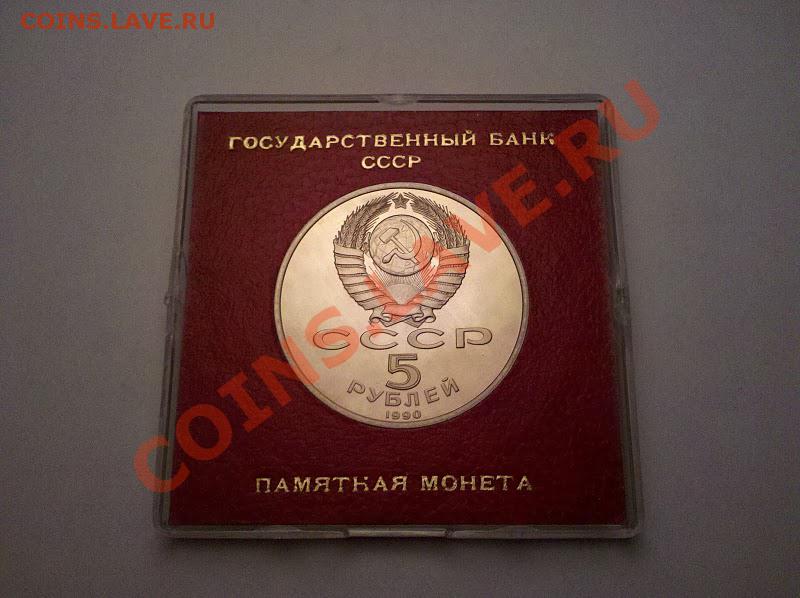 COINS.LAVE.RU
ГОСУДАРСТВЕННЫЙ БАНК
СССР
СССР
5
РУБЛЕЙ
1990
ПАМЯТНАЯ МОНЕТА
COINS.LAVE.RU